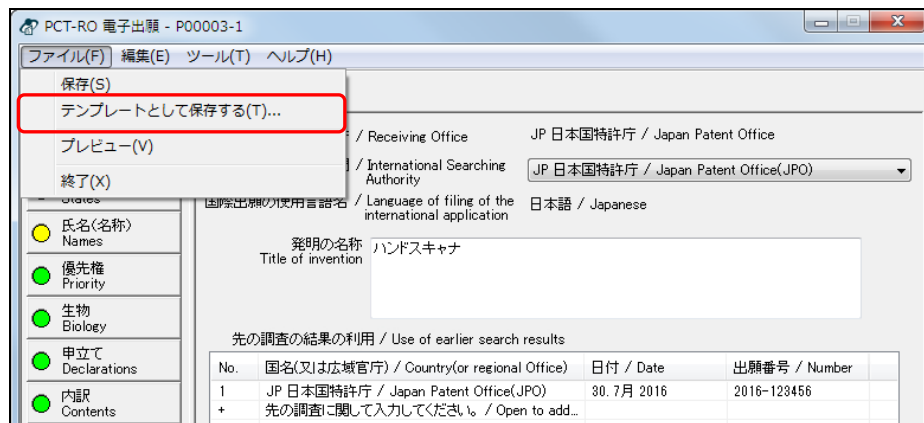 PCT-RO 電子出願 - P00003-1
ファイル(F) 編集(E) ツール(T) ヘルプ(H)
保存(S)
テンプレートとして保存する(T)...
プレビュー(V)
終了(X)
/ Receiving Office
JP 日本国特許庁 / Japan Patent Office
/ International Searching
Authority
JP 日本国特許庁 / Japan Patent Office(JPO)
States
国際出願の使用言語名 / Language of filing of the
international application
日本語 / Japanese
氏名(名称)
Names
発明の名称
Title of invention
ハンドスキャナ
優先権
Priority
生物
Biology
先の調査の結果の利用 / Use of earlier search results
申立て
Declarations
No. 国名(又は広域官庁) / Country(or regional Office) 日付 / Date 出願番号 / Number
1 JP 日本国特許庁 / Japan Patent Office(JPO) 30. 7月 2016 2016-123456
+ 先の調査に関して入力してください。 / Open to add...
内訳
Contents